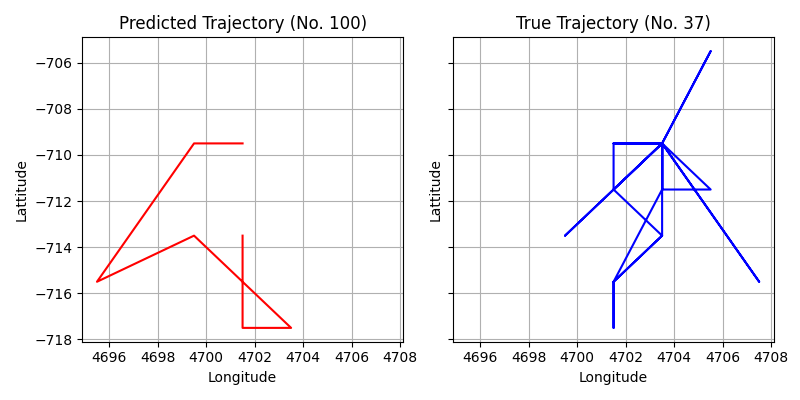 Predicted Trajectory (No. 100)
True Trajectory (No. 37)
Lattitude
−706
−708
−710
−712
−714
−716
−718
4696 4698 4700 4702 4704 4706 4708
Longitude
Lattitude
4696 4698 4700 4702 4704 4706 4708
Longitude